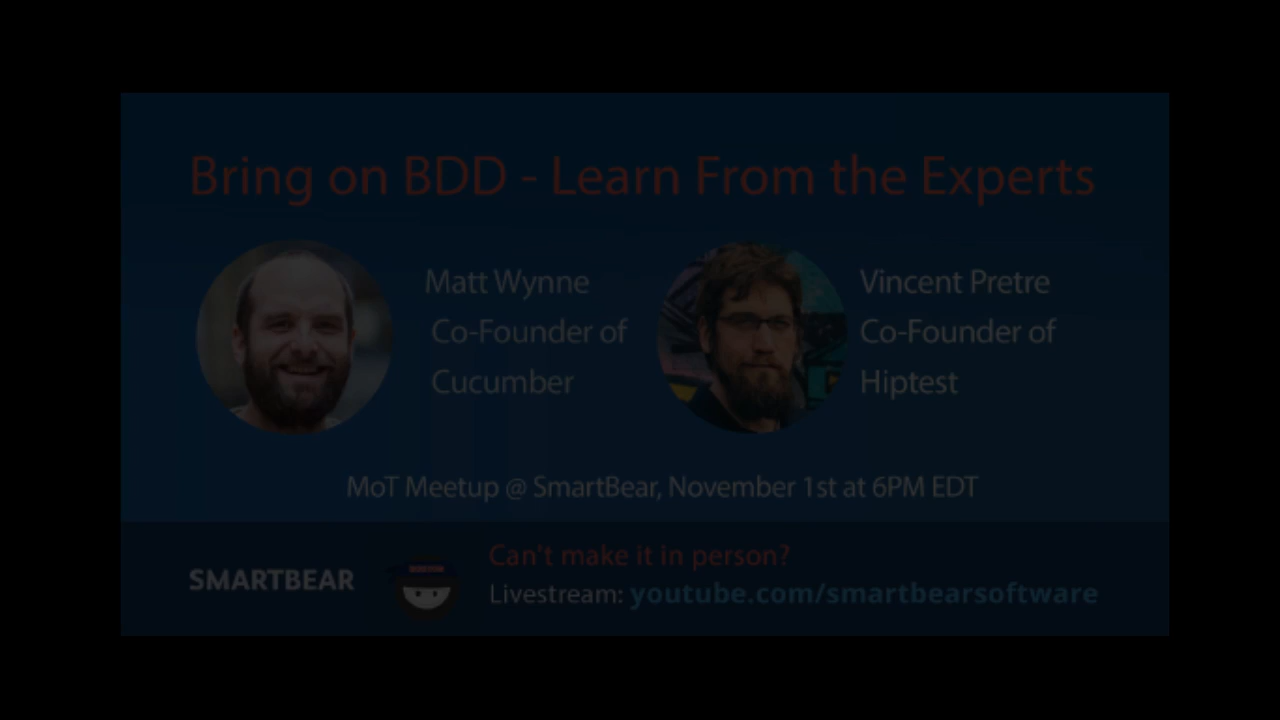 Bring on BDD - Learn From the Experts
Matt Wynne
Co-Founder of
Cucumber
Vincent Pretre
Co-Founder of
Hiptest
MoT Meetup @ SmartBear, November 1st at 6PM EDT
SMARTBEAR
Can't make it in person?
Livestream: youtube.com/smartbearsoftware